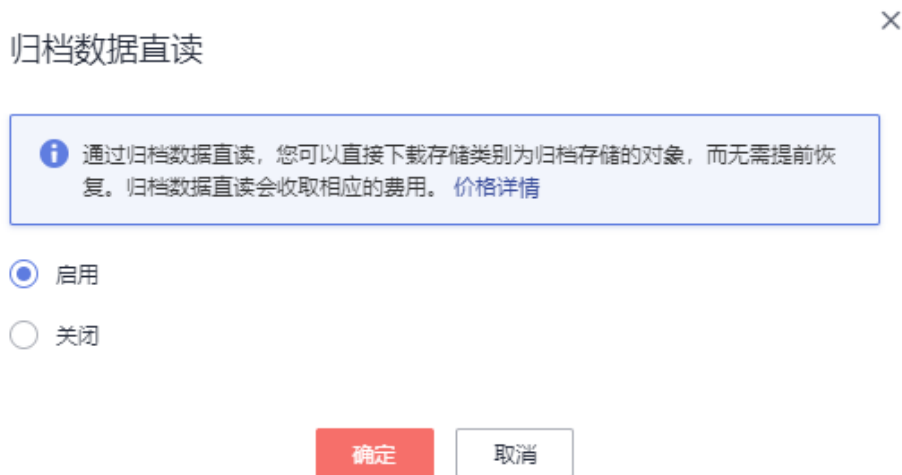 归档数据直读
通过归档数据直读，您可以直接下载存储类别为归档存储的对象，而无需提前恢
复。归档数据直读会收取相应的费用。 价格详情
启用
关闭
确定 取消